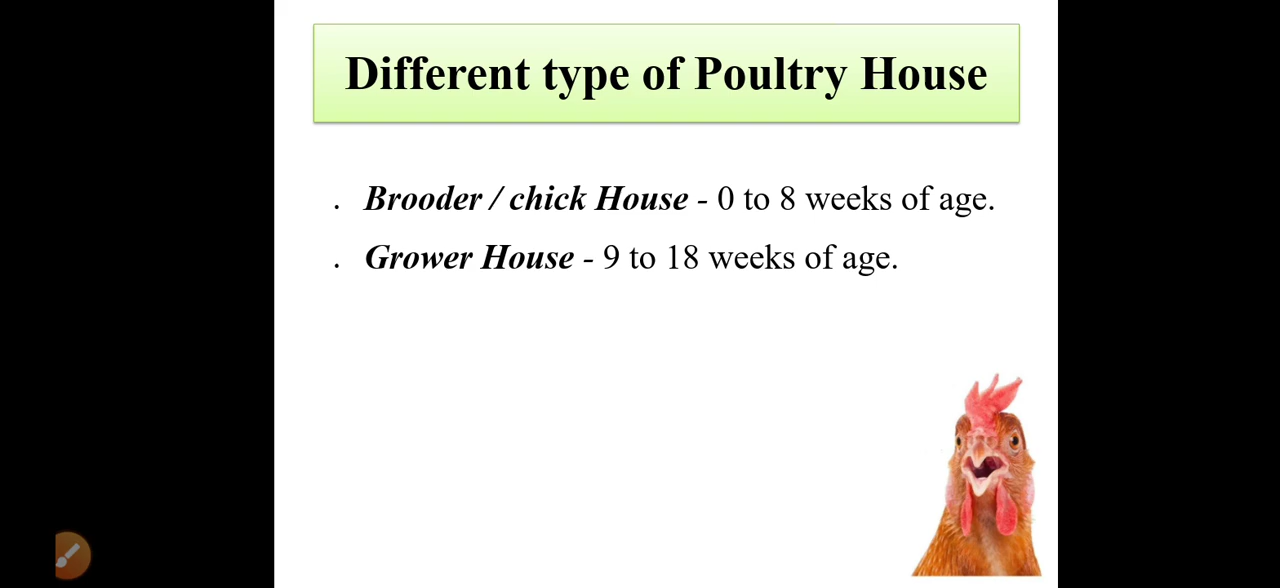 Different type of Poultry House
. Brooder / chick House - 0 to 8 weeks of age.
. Grower House - 9 to 18 weeks of age.